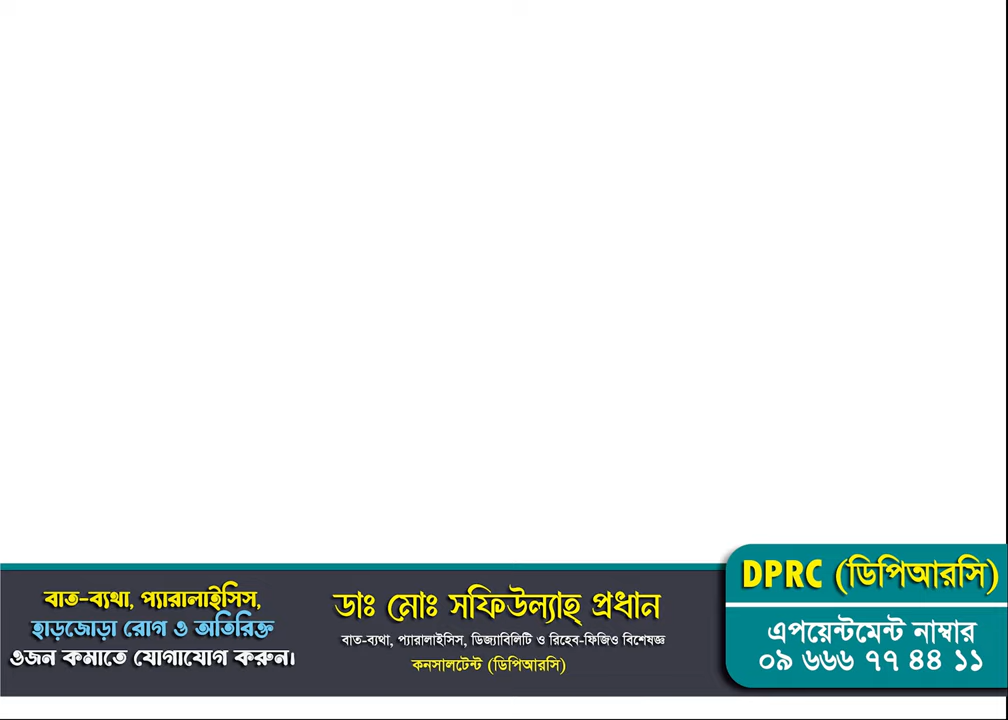 বাত-ব্যথা, প্যারালাইসিস,
হাড়জোড়া রোগ ও অতিরিক্ত
ওজন কমাতে যোগাযোগ করুন।
ডাঃ মোঃ সফিউল্যাহ্ প্রধান
বাত-ব্যথা, প্যারালাইসিস, ডিজ্যাবিলিটি ও রিহেব-ফিজিও বিশেষজ্ঞ
কনসালটেন্ট (ডিপিআরসি)
DPRC (ডিপিআরসি)
এপয়েন্টমেন্ট নাম্বার
০৯ ৬৬৬ ৭৭ ৪৪ ১১